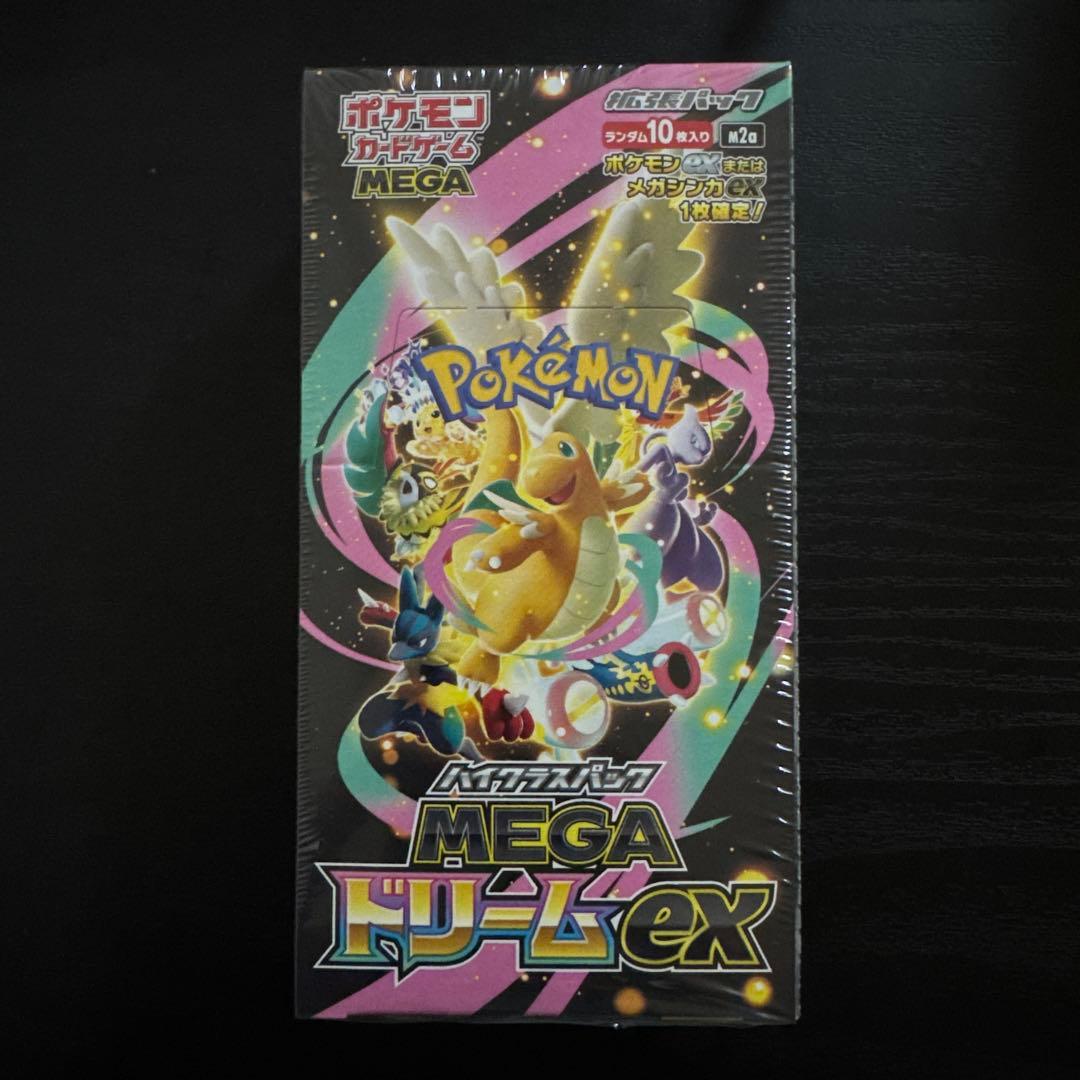 ポケモン
カードゲーム
MEGA
拡張パック
ランダム10枚入り M2a
ポケモンexまたは
メガシンカex
1枚確定!
POKéMON
ハイクラスパック
MEGA
ドリームex